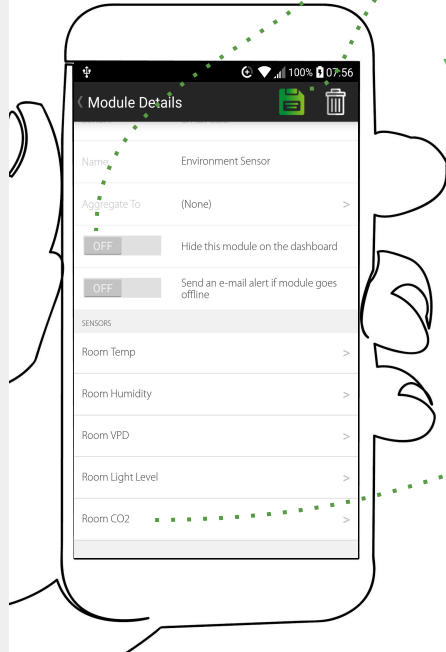 100% 07:56
Module Details
Name Environment Sensor
Aggregate To (None) >
OFF Hide this module on the dashboard
OFF Send an e-mail alert if module goes
offline
SENSORS
Room Temp >
Room Humidity >
Room VPD >
Room Light Level >
Room CO2 >